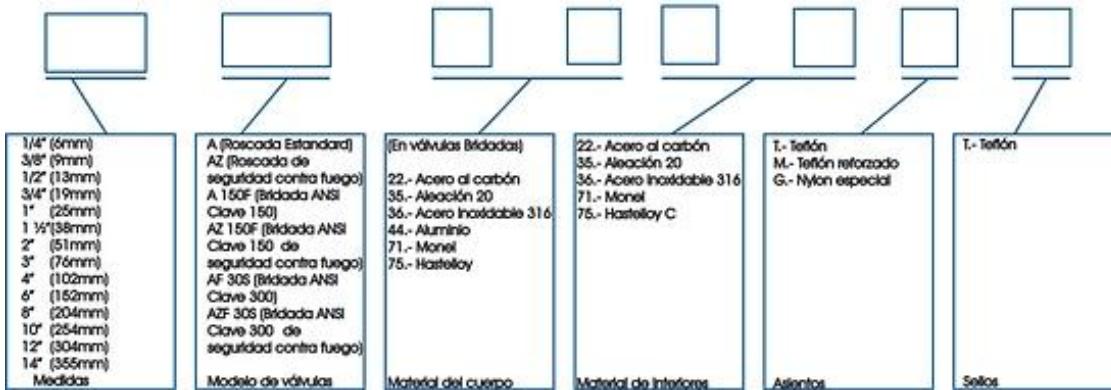 1/4" (6mm)
3/8" (9mm)
1/2" (13mm)
3/4" (19mm)
1" (25mm)
1 ½"(38mm)
2" (51mm)
3" (76mm)
4" (102mm)
6" (152mm)
8" (204mm)
10" (254mm)
12" (304mm)
14" (355mm)
Medidas
A (Roscada Estandard)
AZ (Roscada de
seguridad contra fuego)
A 150F (Bridada ANSI
Clave 150)
AZ 150F (Bridada ANSI
Clave 150 de
seguridad contra fuego)
AF 30S (Bridada ANSI
Clave 300)
AZF 30S (Bridada ANSI
Clave 300 de
seguridad contra fuego)
Modelo de válvulas
(En válvulas Bridadas)
22.- Acero al carbón
35.- Aleación 20
36.- Acero Inoxidable 316
44.- Aluminio
71.- Monel
75.- Hastelloy
Material del cuerpo
22.- Acero al carbón
35.- Aleación 20
36.- Acero Inoxidable 316
71.- Monel
75.- Hastelloy C
Material de Interiores
T.- Teflón
M.- Teflón reforzado
G.- Nylon especial
Asientos
T.- Teflón
Sellos